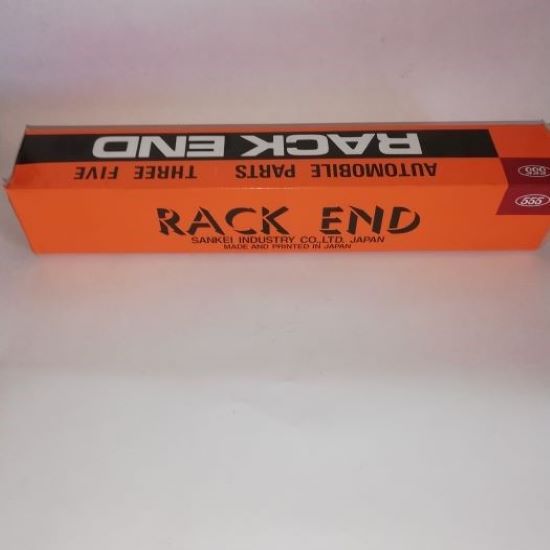 RACK END
AUTOMOBILE PARTS THREE FIVE
555
555
RACK END
SANKEI INDUSTRY CO.,LTD. JAPAN
MADE AND PRINTED IN JAPAN